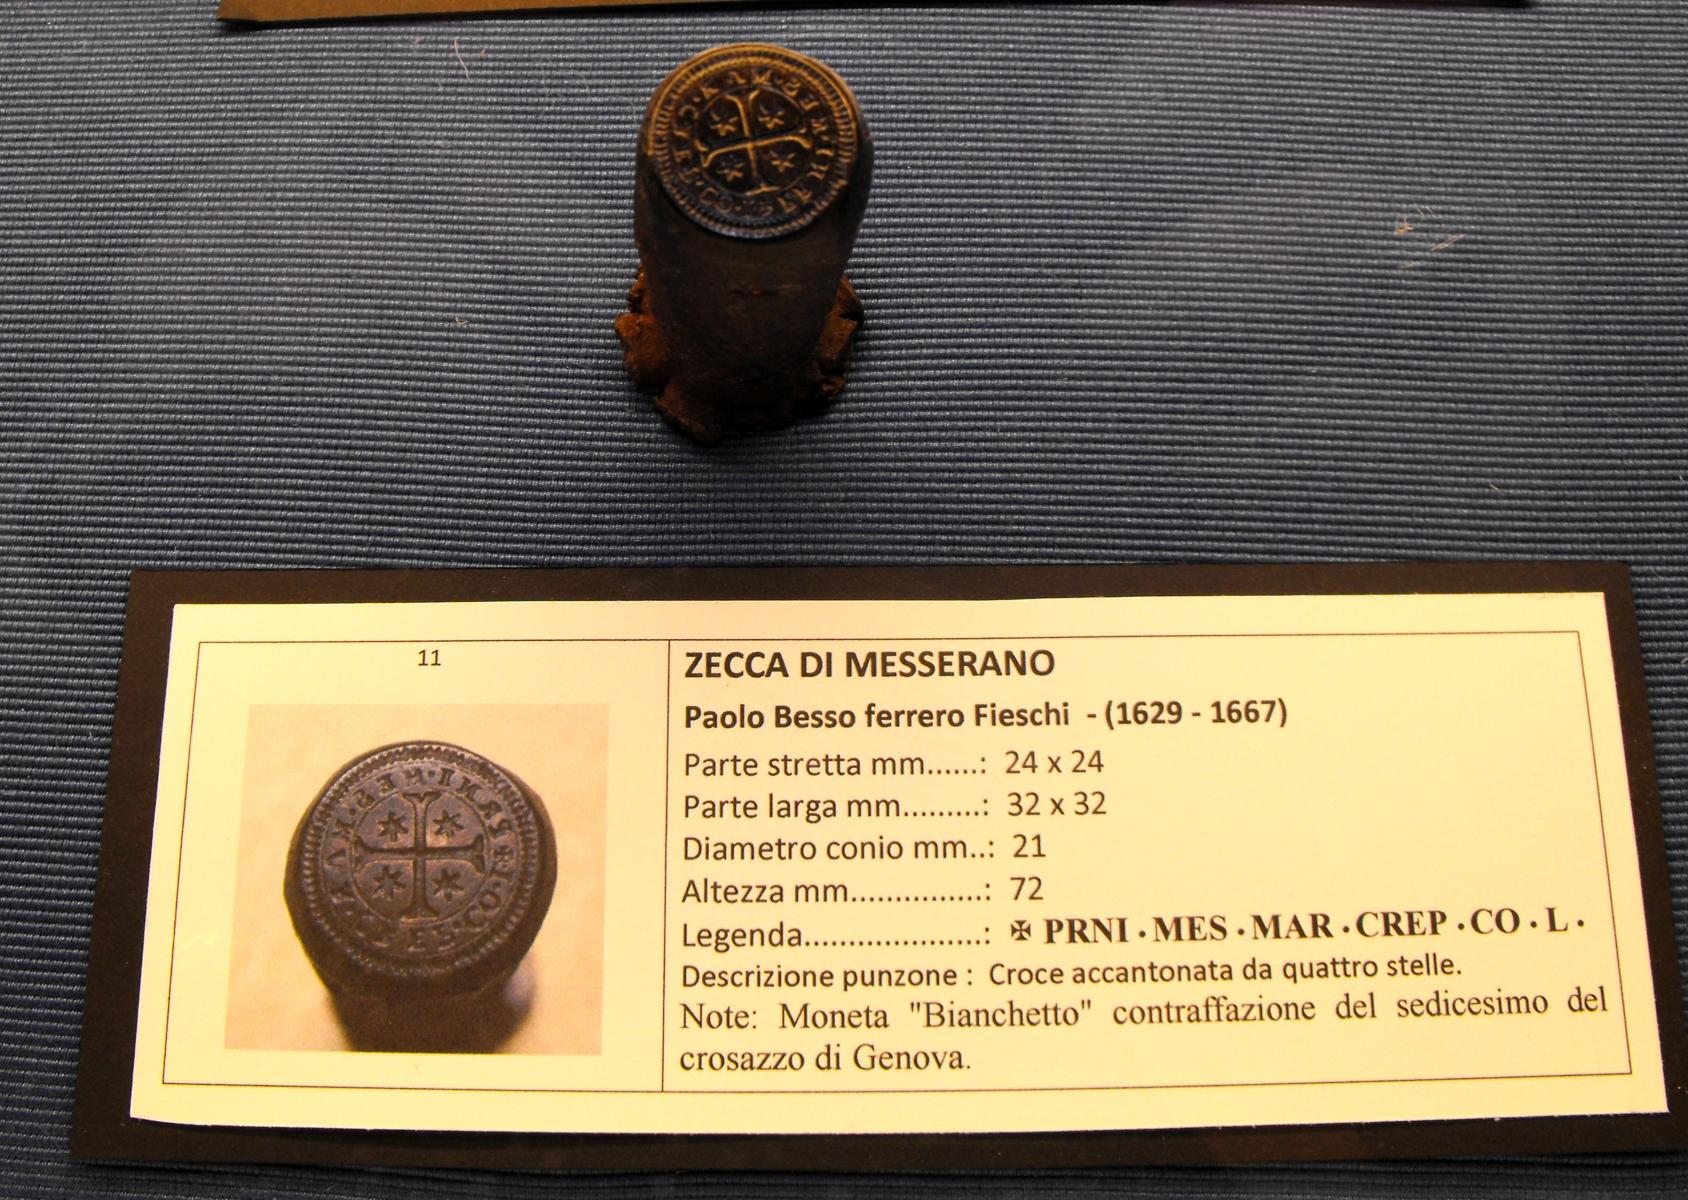 11
ZECCA DI MESSERANO
Paolo Besso ferrero Fieschi - (1629 - 1667)
Parte stretta mm......: 24 x 24
Parte larga mm.........: 32 x 32
Diametro conio mm..: 21
Altezza mm...............: 72
Legenda....................: ✠ PRNI · MES · MAR · CREP · CO · L ·
Descrizione punzone : Croce accantonata da quattro stelle.
Note: Moneta "Bianchetto" contraffazione del sedicesimo del
crosazzo di Genova.